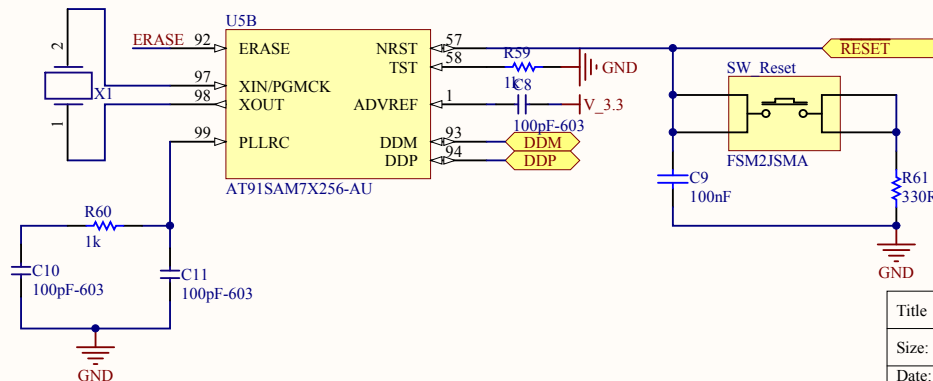 U5B
ERASE 92 ERASE NRST 57 RESET
58 TST R59 1k GND
2 X1 1
97 XIN/PGMCK
98 XOUT ADVREF 1 C8 V_3.3
100pF-603
99 PLLRC DDM 93 DDM
DDP 94 DDP
AT91SAM7X256-AU
SW_Reset
FSM2JSMA
C9
100nF
R61
330R
GND
R60
1k
C10
100pF-603
C11
100pF-603
GND
Title
Size:
Date: